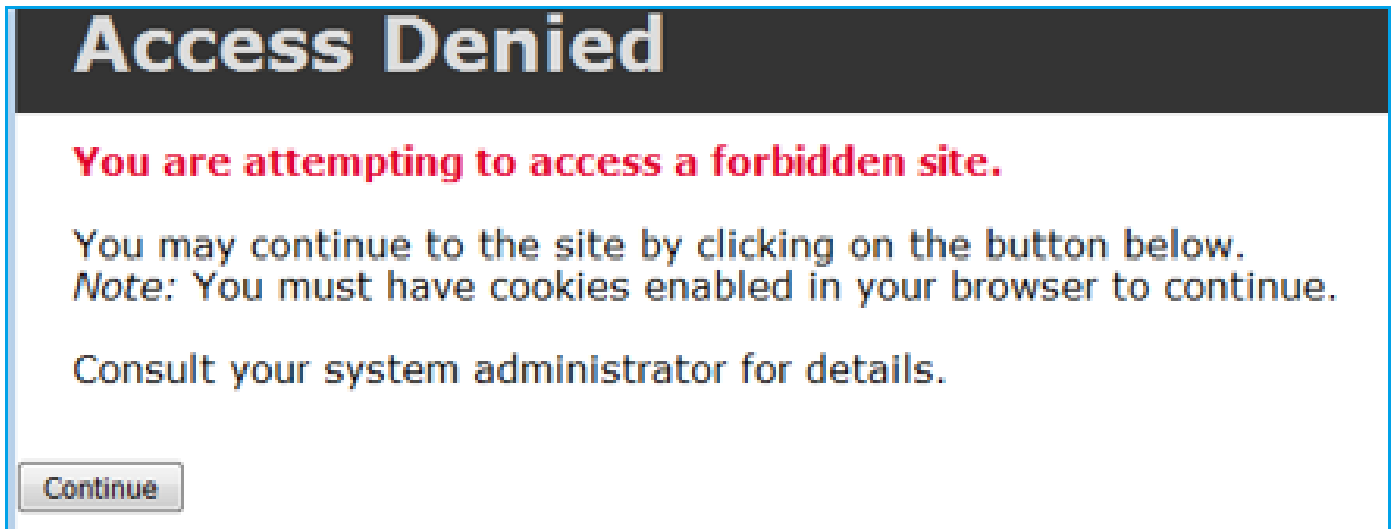 Access Denied
You are attempting to access a forbidden site.
You may continue to the site by clicking on the button below.
Note: You must have cookies enabled in your browser to continue.
Consult your system administrator for details.
Continue